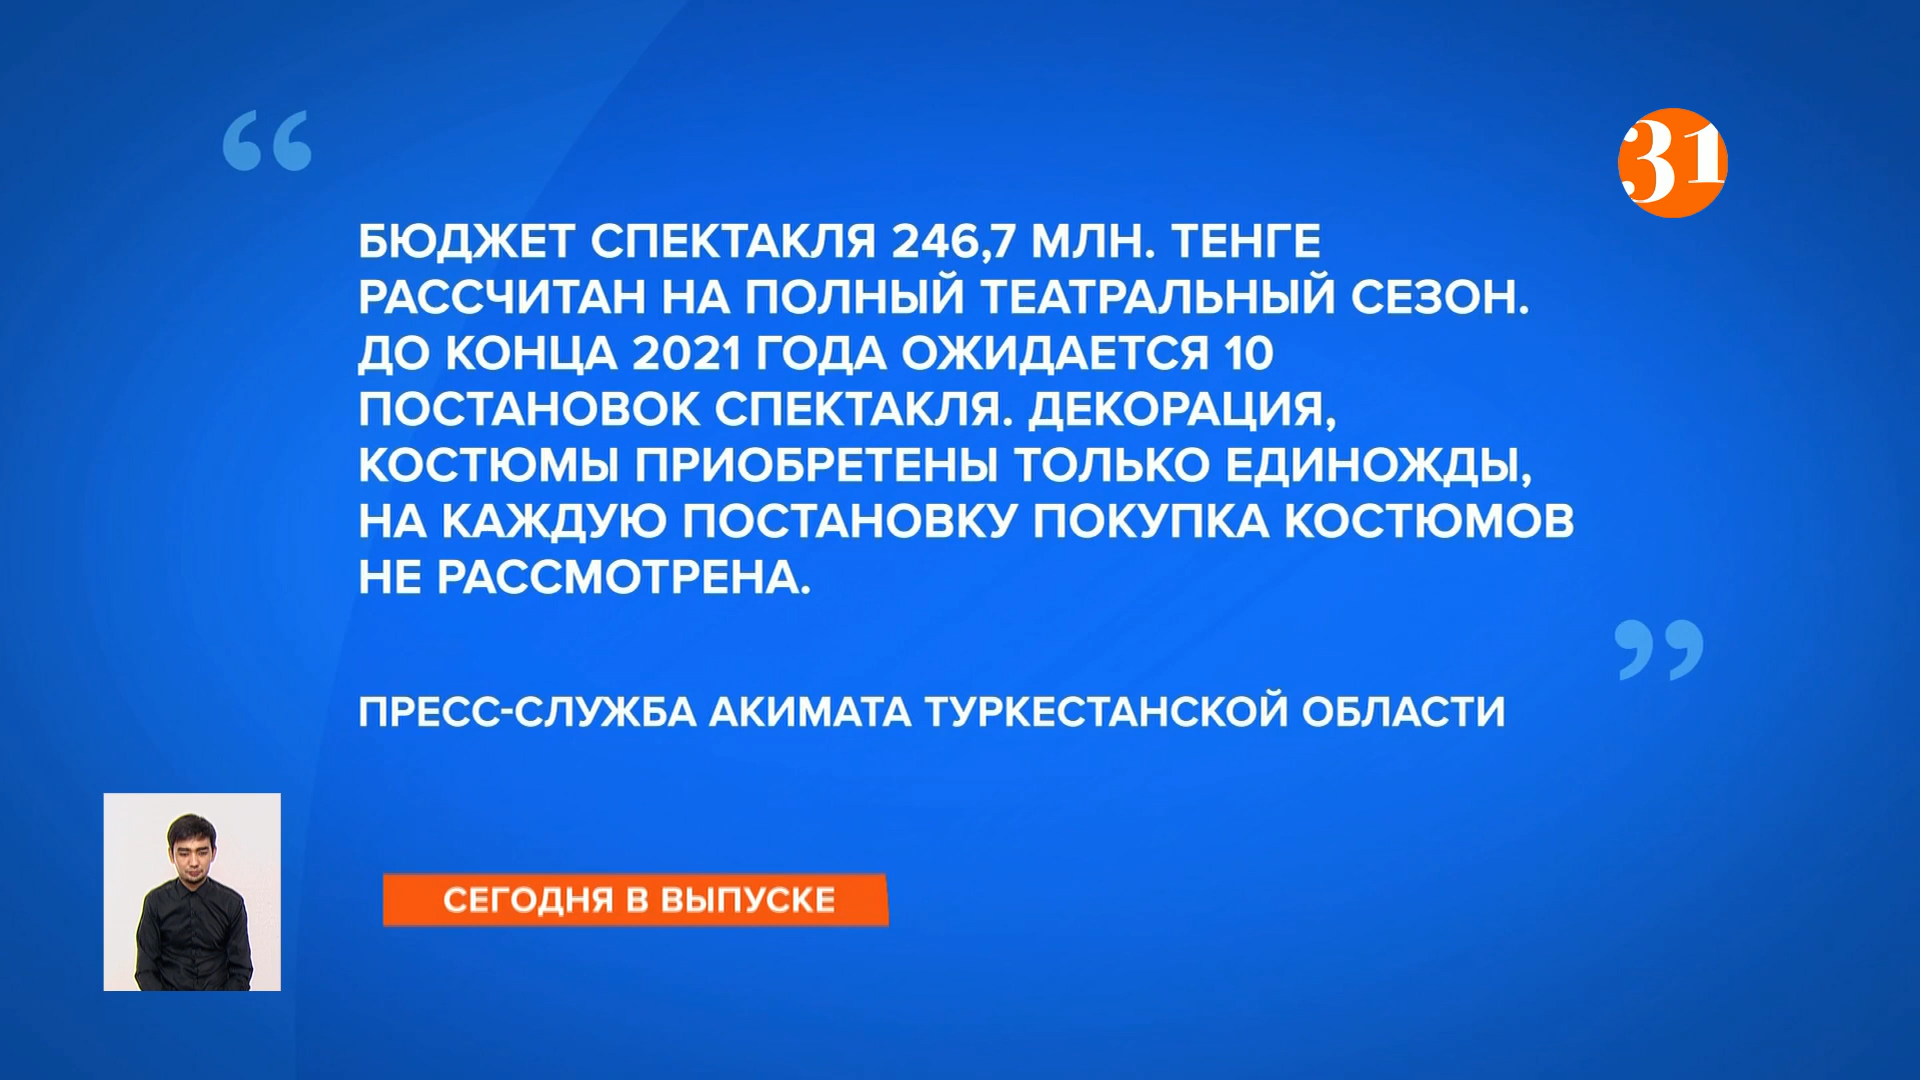 31
БЮДЖЕТ СПЕКТАКЛЯ 246,7 МЛН. ТЕНГЕ
РАССЧИТАН НА ПОЛНЫЙ ТЕАТРАЛЬНЫЙ СЕЗОН.
ДО КОНЦА 2021 ГОДА ОЖИДАЕТСЯ 10
ПОСТАНОВОК СПЕКТАКЛЯ. ДЕКОРАЦИЯ,
КОСТЮМЫ ПРИОБРЕТЕНЫ ТОЛЬКО ЕДИНОЖДЫ,
НА КАЖДУЮ ПОСТАНОВКУ ПОКУПКА КОСТЮМОВ
НЕ РАССМОТРЕНА.
ПРЕСС-СЛУЖБА АКИМАТА ТУРКЕСТАНСКОЙ ОБЛАСТИ
СЕГОДНЯ В ВЫПУСКЕ